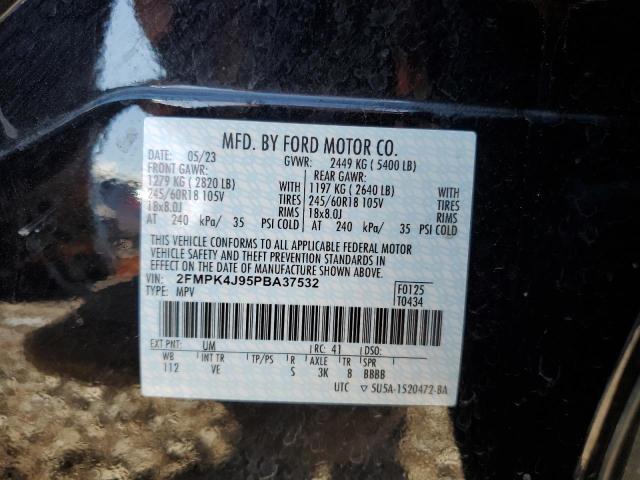 MFD. BY FORD MOTOR CO.
DATE: 05/23 GVWR: 2449 KG ( 5400 LB)
FRONT GAWR: REAR GAWR:
1279 KG ( 2820 LB) WITH 1197 KG ( 2640 LB) WITH
245/60R18 105V TIRES 245/60R18 105V TIRES
18x8.0J RIMS 18x8.0J RIMS
AT 240 kPa/ 35 PSI COLD AT 240 kPa/ 35 PSI COLD
THIS VEHICLE CONFORMS TO ALL APPLICABLE FEDERAL MOTOR
VEHICLE SAFETY AND THEFT PREVENTION STANDARDS IN
EFFECT ON THE DATE OF MANUFACTURE SHOWN ABOVE.
VIN: 2FMPK4J95PBA37532 F0125
TYPE: MPV T0434
EXT PNT: UM RC: 41 DSO:
WB INT TR TP/PS R AXLE TR SPR
112 VE S 3K 8 BBBB
UTC ▽ 5U5A-1520472-BA